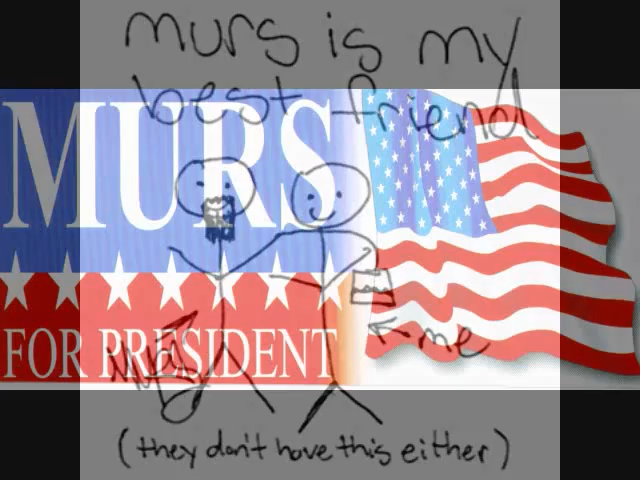 murs is my
best friend
MURS
FOR PRESIDENT
me
(they don't have this either)